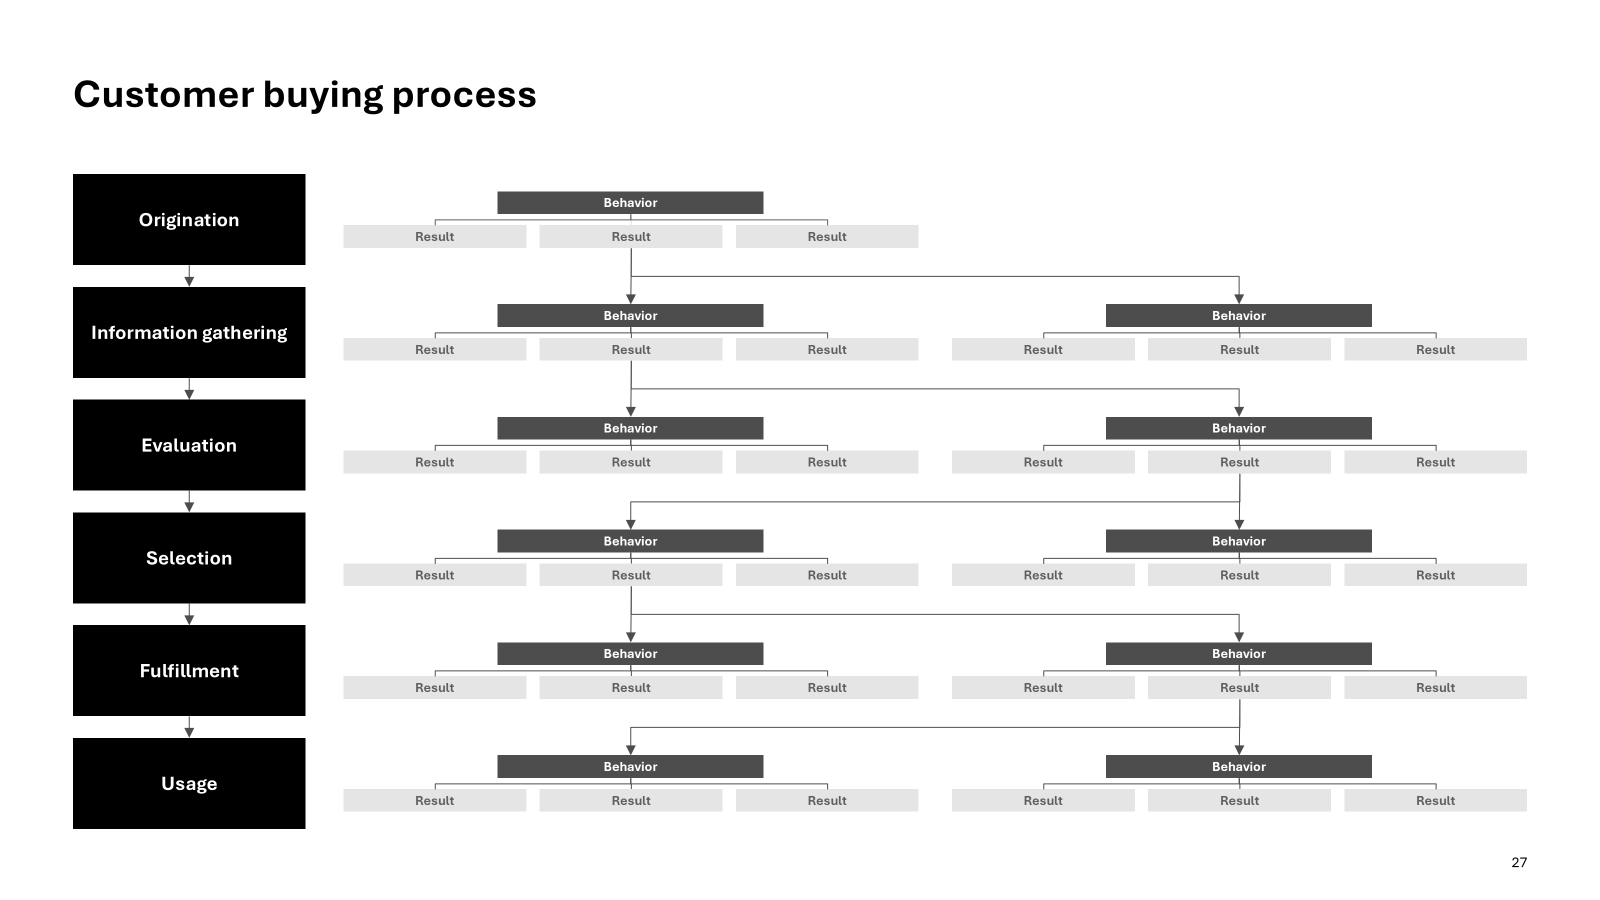 Customer buying process
Origination
Behavior
Result Result Result
Information gathering
Behavior Behavior
Result Result Result Result Result Result
Evaluation
Behavior Behavior
Result Result Result Result Result Result
Selection
Behavior Behavior
Result Result Result Result Result Result
Fulfillment
Behavior Behavior
Result Result Result Result Result Result
Usage
Behavior Behavior
Result Result Result Result Result Result
27